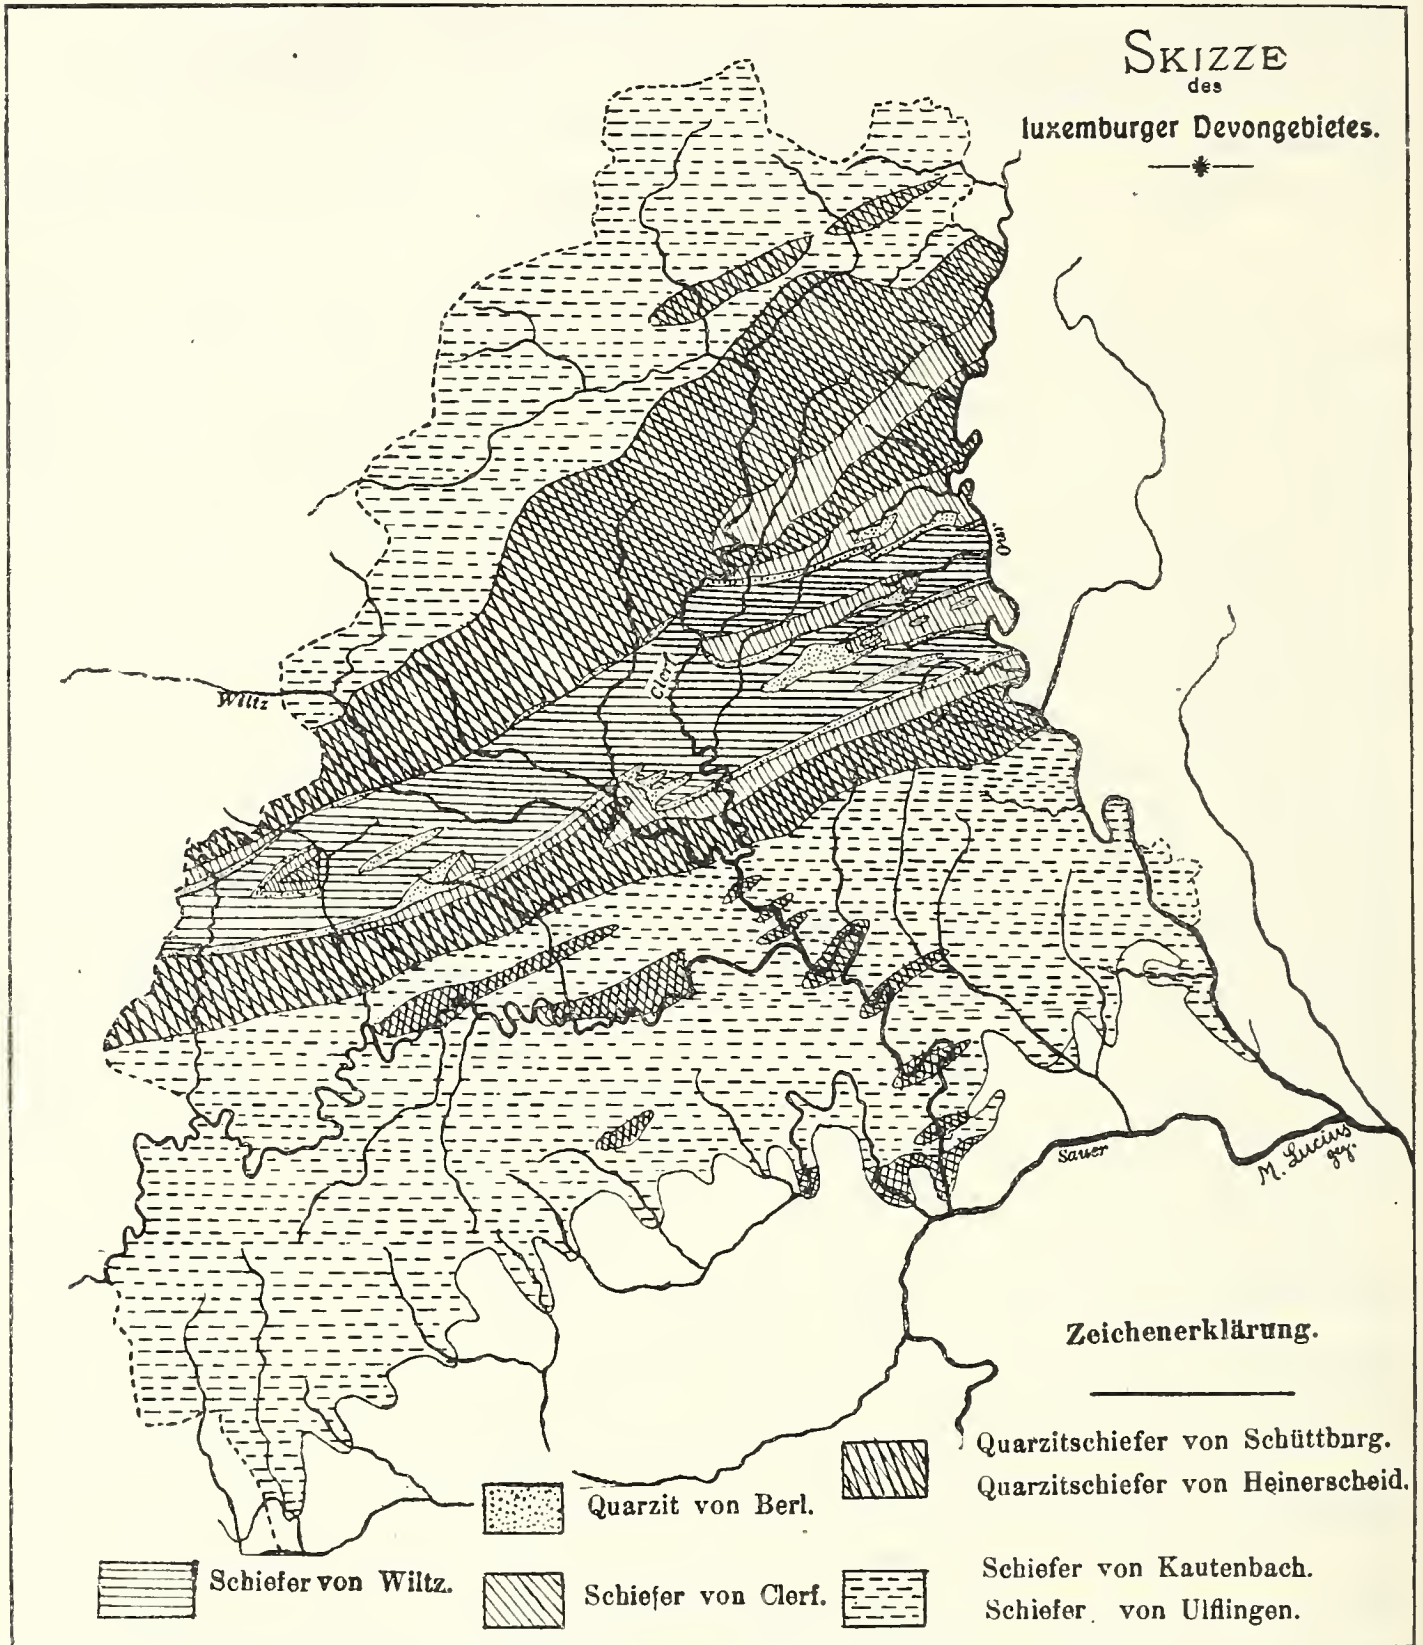 SKIZZE
des
luxemburger Devongebietes.
Our.
Clerf
Wiltz
Sauer
M. Lucius
gez.
Zeichenerklärung.
Quarzitschiefer von Schüttburg.
Quarzitschiefer von Heinerscheid.
Quarzit von Berl.
Schiefer von Wiltz.
Schiefer von Clerf.
Schiefer von Kautenbach.
Schiefer von Ulflingen.